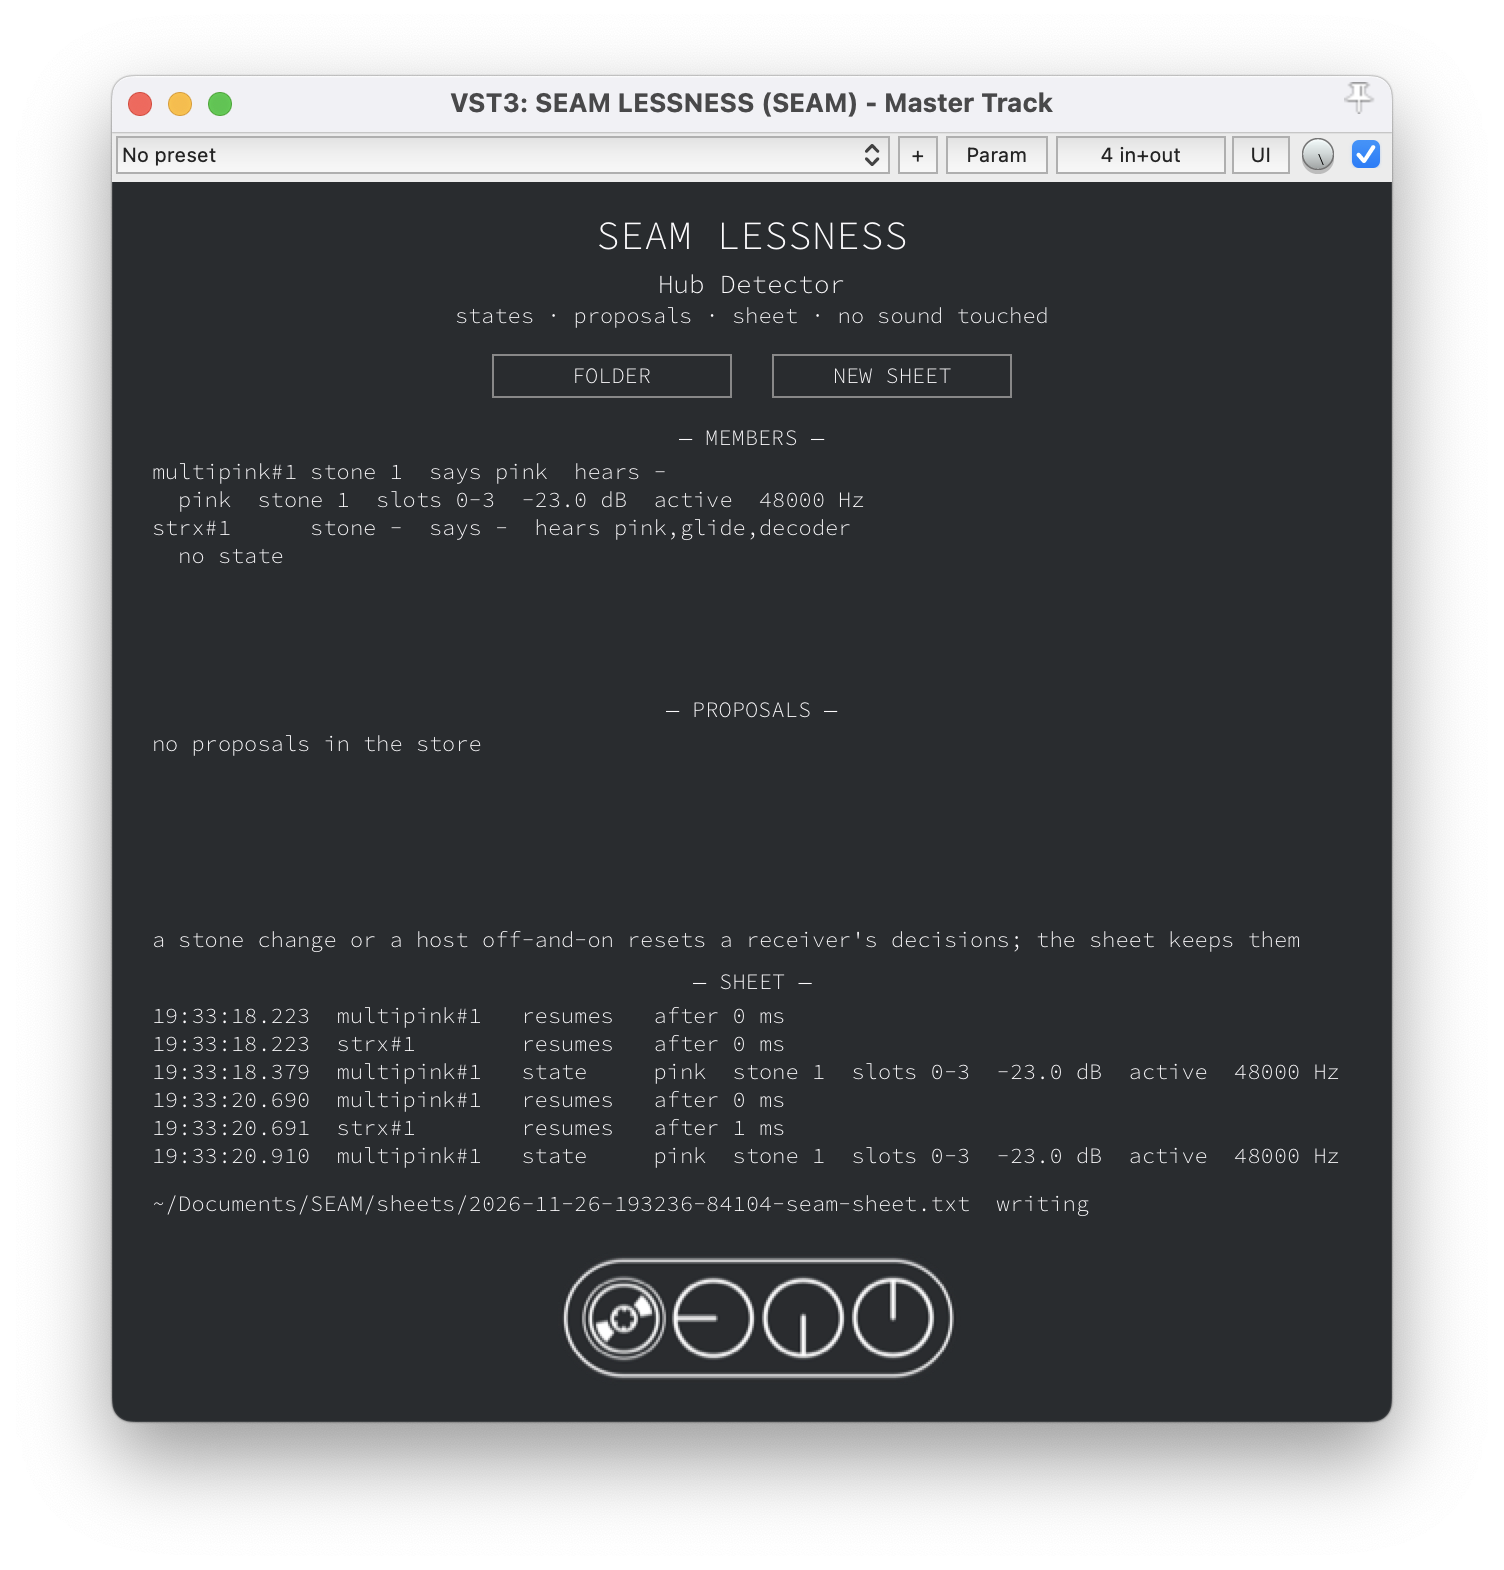 VST3: SEAM LESSNESS (SEAM) - Master Track
No preset + Param 4 in+out UI
SEAM LESSNESS
Hub Detector
states · proposals · sheet · no sound touched
FOLDER NEW SHEET
— MEMBERS —
multipink#1 stone 1 says pink hears -
pink stone 1 slots 0-3 -23.0 dB active 48000 Hz
strx#1 stone - says - hears pink,glide,decoder
no state
— PROPOSALS —
no proposals in the store
a stone change or a host off-and-on resets a receiver's decisions; the sheet keeps them
— SHEET —
19:33:18.223 multipink#1 resumes after 0 ms
19:33:18.223 strx#1 resumes after 0 ms
19:33:18.379 multipink#1 state pink stone 1 slots 0-3 -23.0 dB active 48000 Hz
19:33:20.690 multipink#1 resumes after 0 ms
19:33:20.691 strx#1 resumes after 1 ms
19:33:20.910 multipink#1 state pink stone 1 slots 0-3 -23.0 dB active 48000 Hz
~/Documents/SEAM/sheets/2026-11-26-193236-84104-seam-sheet.txt writing